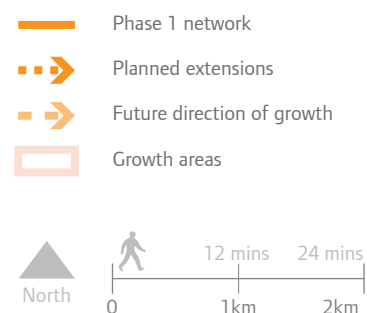 Phase 1 network
Planned extensions
Future direction of growth
Growth areas
12 mins 24 mins
North
0 1km 2km